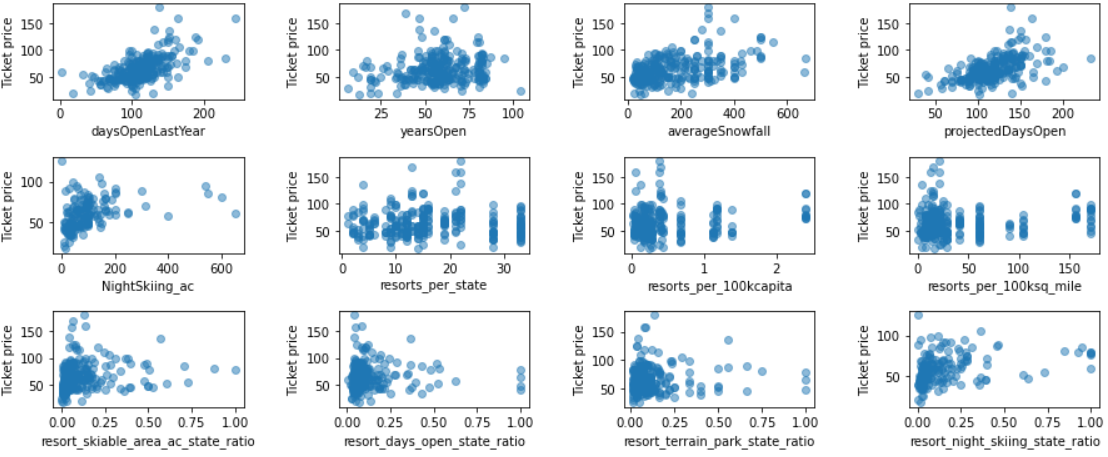 Ticket price
150
100
50
0 100 200
daysOpenLastYear
Ticket price
150
100
50
25 50 75 100
yearsOpen
Ticket price
150
100
50
0 200 400 600
averageSnowfall
Ticket price
150
100
50
50 100 150 200
projectedDaysOpen
Ticket price
100
50
0 200 400 600
NightSkiing_ac
Ticket price
150
100
50
0 10 20 30
resorts_per_state
Ticket price
150
100
50
0 1 2
resorts_per_100kcapita
Ticket price
150
100
50
0 50 100 150
resorts_per_100ksq_mile
Ticket price
150
100
50
0.00 0.25 0.50 0.75 1.00
resort_skiable_area_ac_state_ratio
Ticket price
150
100
50
0.00 0.25 0.50 0.75 1.00
resort_days_open_state_ratio
Ticket price
150
100
50
0.00 0.25 0.50 0.75 1.00
resort_terrain_park_state_ratio
Ticket price
100
50
0.00 0.25 0.50 0.75 1.00
resort_night_skiing_state_ratio